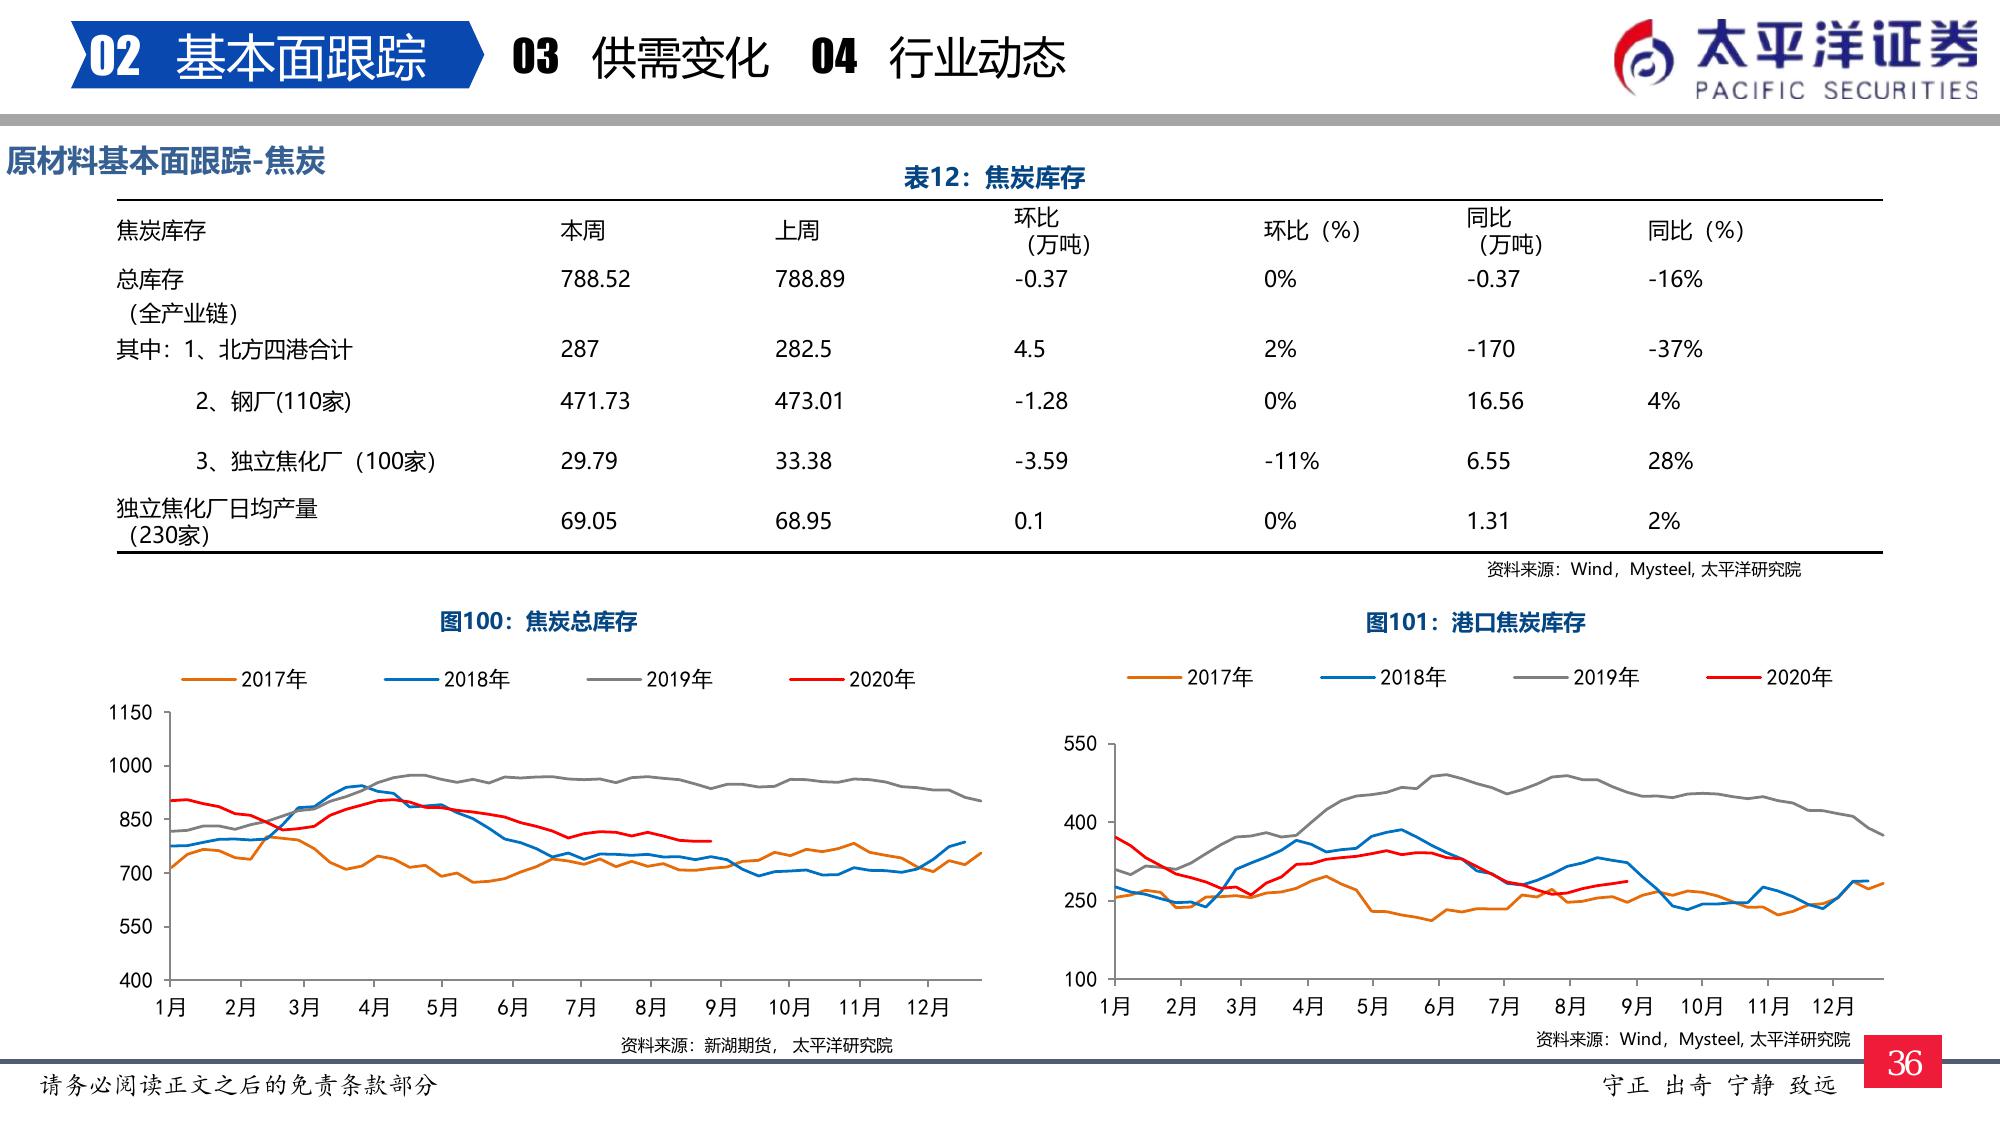 02 基本面跟踪 03 供需变化 04 行业动态
太平洋证券
PACIFIC SECURITIES
原材料基本面跟踪-焦炭
表12：焦炭库存
焦炭库存 本周 上周 环比（万吨） 环比（%） 同比（万吨） 同比（%）
总库存（全产业链） 788.52 788.89 -0.37 0% -0.37 -16%
其中：1、北方四港合计 287 282.5 4.5 2% -170 -37%
2、钢厂(110家) 471.73 473.01 -1.28 0% 16.56 4%
3、独立焦化厂（100家） 29.79 33.38 -3.59 -11% 6.55 28%
独立焦化厂日均产量（230家） 69.05 68.95 0.1 0% 1.31 2%
资料来源：Wind，Mysteel, 太平洋研究院
图100：焦炭总库存
2017年 2018年 2019年 2020年
1150
1000
850
700
550
400
1月 2月 3月 4月 5月 6月 7月 8月 9月 10月 11月 12月
资料来源：新湖期货， 太平洋研究院
图101：港口焦炭库存
2017年 2018年 2019年 2020年
550
400
250
100
1月 2月 3月 4月 5月 6月 7月 8月 9月 10月 11月 12月
资料来源：Wind，Mysteel, 太平洋研究院
36
请务必阅读正文之后的免责条款部分
守正 出奇 宁静 致远